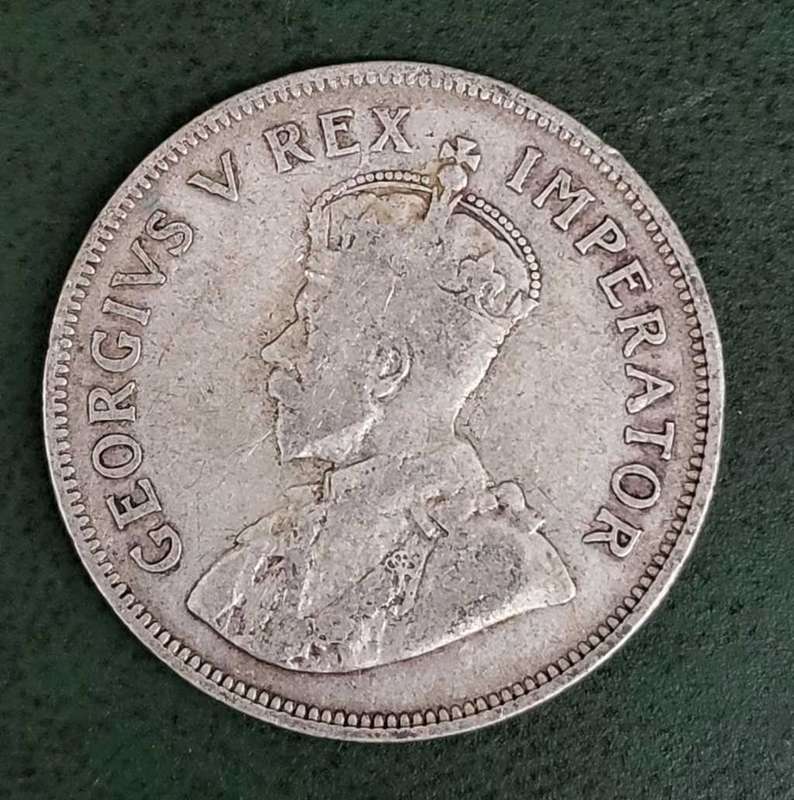 GEORGIVS V REX IMPERATOR